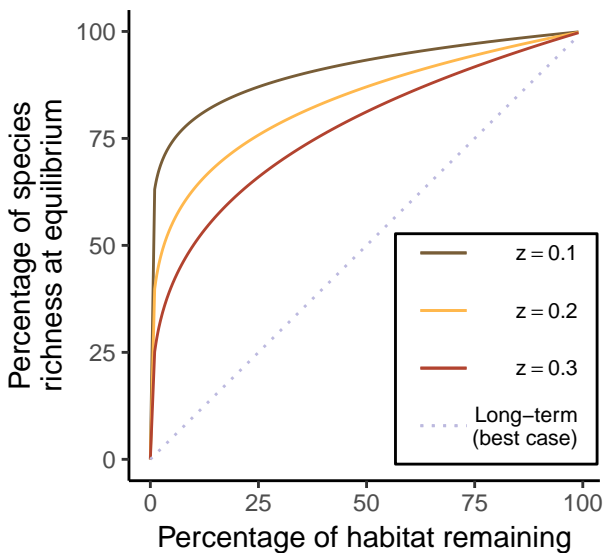 Percentage of species
richness at equilibrium
100
75
50
25
0
z = 0.1
z = 0.2
z = 0.3
Long−term
(best case)
0 25 50 75 100
Percentage of habitat remaining